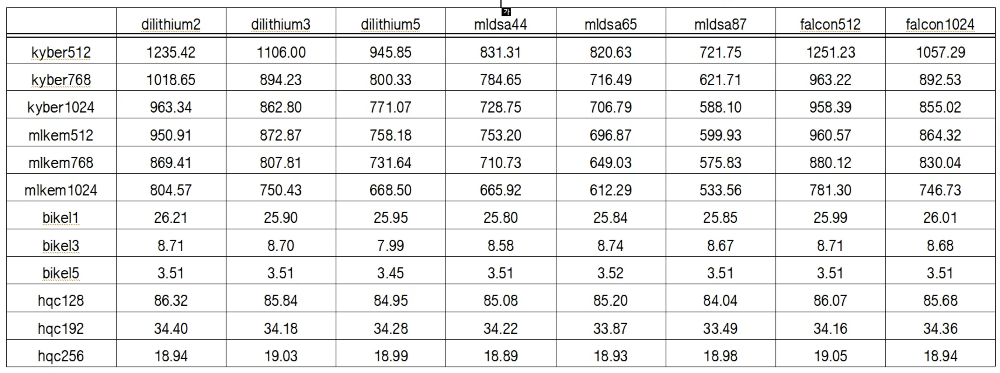 가
dilithium2 dilithium3 dilithium5 mldsa44 mldsa65 mldsa87 falcon512 falcon1024
kyber512 1235.42 1106.00 945.85 831.31 820.63 721.75 1251.23 1057.29
kyber768 1018.65 894.23 800.33 784.65 716.49 621.71 963.22 892.53
kyber1024 963.34 862.80 771.07 728.75 706.79 588.10 958.39 855.02
mlkem512 950.91 872.87 758.18 753.20 696.87 599.93 960.57 864.32
mlkem768 869.41 807.81 731.64 710.73 649.03 575.83 880.12 830.04
mlkem1024 804.57 750.43 668.50 665.92 612.29 533.56 781.30 746.73
bikel1 26.21 25.90 25.95 25.80 25.84 25.85 25.99 26.01
bikel3 8.71 8.70 7.99 8.58 8.74 8.67 8.71 8.68
bikel5 3.51 3.51 3.45 3.51 3.52 3.51 3.51 3.51
hqc128 86.32 85.84 84.95 85.08 85.20 84.04 86.07 85.68
hqc192 34.40 34.18 34.28 34.22 33.87 33.49 34.16 34.36
hqc256 18.94 19.03 18.99 18.89 18.93 18.98 19.05 18.94